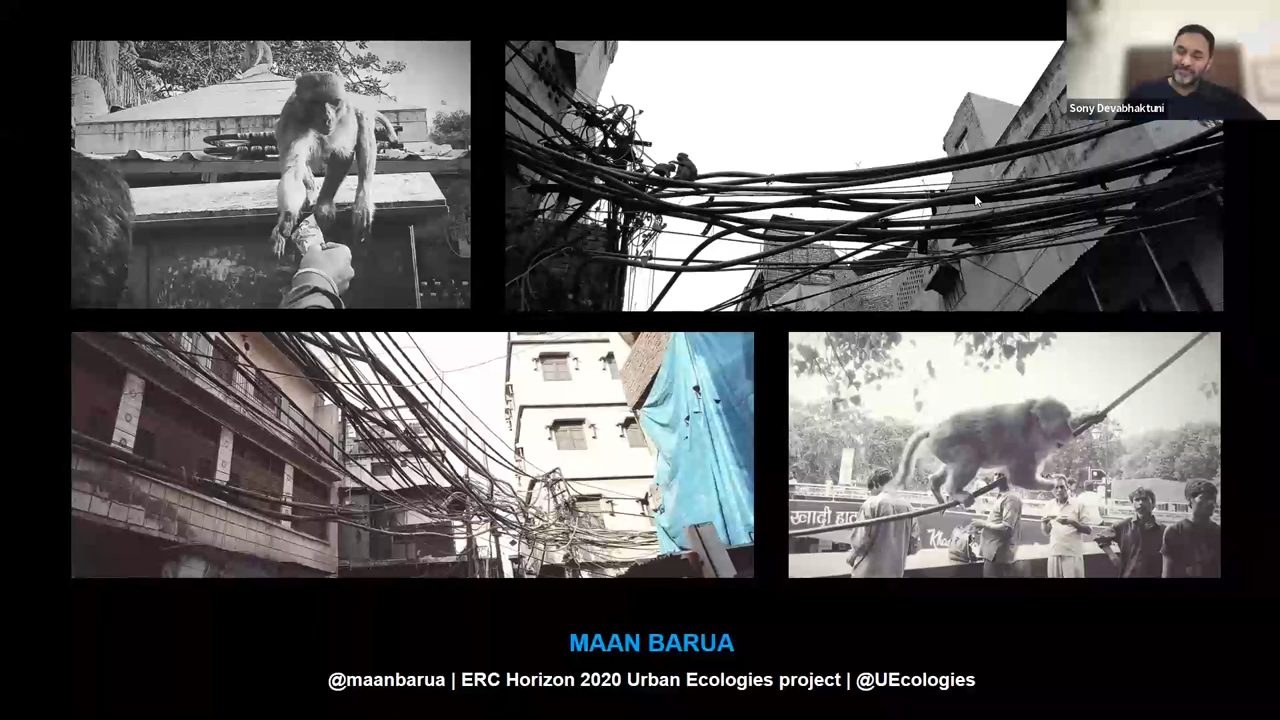 Sony Devabhaktuni
खादी हाट
MAAN BARUA
@maanbarua | ERC Horizon 2020 Urban Ecologies project | @UEcologies